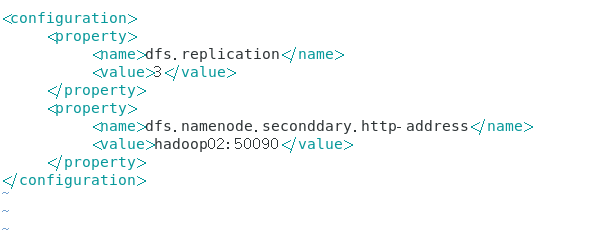 <configuration>
<property>
<name>dfs.replication</name>
<value>3</value>
</property>
<property>
<name>dfs.namenode.seconddary.http-address</name>
<value>hadoop02:50090</value>
</property>
</configuration>
~
~
~